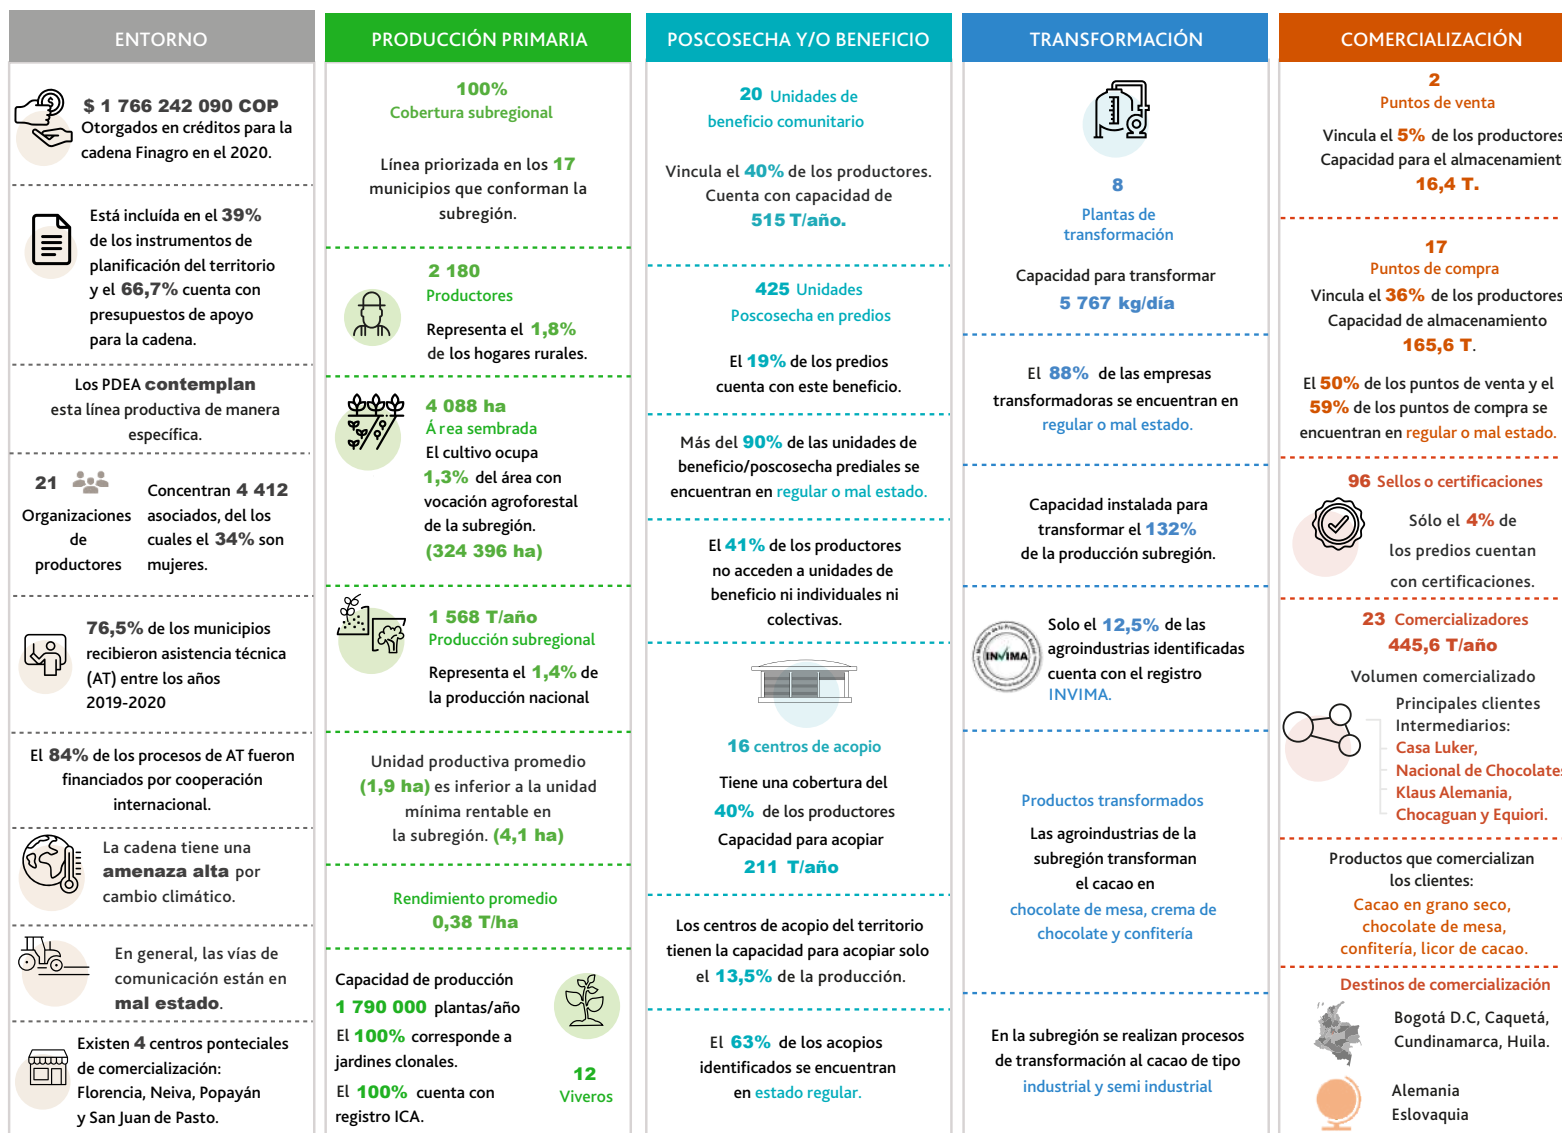 ENTORNO
$ 1 766 242 090 COP
Otorgados en créditos para la
cadena Finagro en el 2020.
Está incluída en el 39%
de los instrumentos de
planificación del territorio
y el 66,7% cuenta con
presupuestos de apoyo
para la cadena.
Los PDEA contemplan
esta línea productiva de manera
específica.
21
Organizaciones
de
productores
Concentran 4 412
asociados, del los
cuales el 34% son
mujeres.
76,5% de los municipios
recibieron asistencia técnica
(AT) entre los años
2019-2020
El 84% de los procesos de AT fueron
financiados por cooperación
internacional.
La cadena tiene una
amenaza alta por
cambio climático.
En general, las vías de
comunicación están en
mal estado.
Existen 4 centros ponteciales
de comercialización:
Florencia, Neiva, Popayán
y San Juan de Pasto.
PRODUCCIÓN PRIMARIA
100%
Cobertura subregional
Línea priorizada en los 17
municipios que conforman la
subregión.
2 180
Productores
Representa el 1,8%
de los hogares rurales.
4 088 ha
Á rea sembrada
El cultivo ocupa
1,3% del área con
vocación agroforestal
de la subregión.
(324 396 ha)
1 568 T/año
Producción subregional
Representa el 1,4% de
la producción nacional
Unidad productiva promedio
(1,9 ha) es inferior a la unidad
mínima rentable en
la subregión. (4,1 ha)
Rendimiento promedio
0,38 T/ha
Capacidad de producción
1 790 000 plantas/año
El 100% corresponde a
jardines clonales.
El 100% cuenta con
registro ICA.
12
Viveros
POSCOSECHA Y/O BENEFICIO
20 Unidades de
beneficio comunitario
Vincula el 40% de los productores.
Cuenta con capacidad de
515 T/año.
425 Unidades
Poscosecha en predios
El 19% de los predios
cuenta con este beneficio.
Más del 90% de las unidades de
beneficio/poscosecha prediales se
encuentran en regular o mal estado.
El 41% de los productores
no acceden a unidades de
beneficio ni individuales ni
colectivas.
16 centros de acopio
Tiene una cobertura del
40% de los productores
Capacidad para acopiar
211 T/año
Los centros de acopio del territorio
tienen la capacidad para acopiar solo
el 13,5% de la producción.
El 63% de los acopios
identificados se encuentran
en estado regular.
TRANSFORMACIÓN
8
Plantas de
transformación
Capacidad para transformar
5 767 kg/día
El 88% de las empresas
transformadoras se encuentran en
regular o mal estado.
Capacidad instalada para
transformar el 132%
de la producción subregión.
INVIMA
Solo el 12,5% de las
agroindustrias identificadas
cuenta con el registro
INVIMA.
Productos transformados
Las agroindustrias de la
subregión transforman
el cacao en
chocolate de mesa, crema de
chocolate y confitería
En la subregión se realizan procesos
de transformación al cacao de tipo
industrial y semi industrial
COMERCIALIZACIÓN
2
Puntos de venta
Vincula el 5% de los productores
Capacidad para el almacenamient
16,4 T.
17
Puntos de compra
Vincula el 36% de los productores
Capacidad de almacenamiento
165,6 T.
El 50% de los puntos de venta y el
59% de los puntos de compra se
encuentran en regular o mal estado.
96 Sellos o certificaciones
Sólo el 4% de
los predios cuentan
con certificaciones.
23 Comercializadores
445,6 T/año
Volumen comercializado
Principales clientes
Intermediarios:
Casa Luker,
Nacional de Chocolates
Klaus Alemania,
Chocaguan y Equiori.
Productos que comercializan
los clientes:
Cacao en grano seco,
chocolate de mesa,
confitería, licor de cacao.
Destinos de comercialización
Bogotá D.C, Caquetá,
Cundinamarca, Huila.
Alemania
Eslovaquia